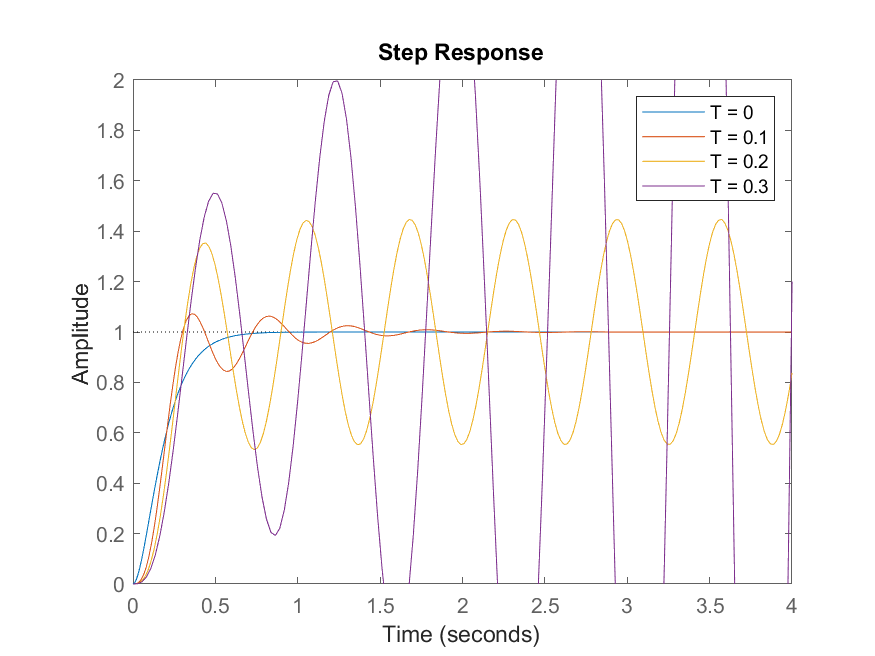 Step Response
2
1.8
1.6
1.4
1.2
1
0.8
0.6
0.4
0.2
0
Amplitude
T = 0
T = 0.1
T = 0.2
T = 0.3
0 0.5 1 1.5 2 2.5 3 3.5 4
Time (seconds)